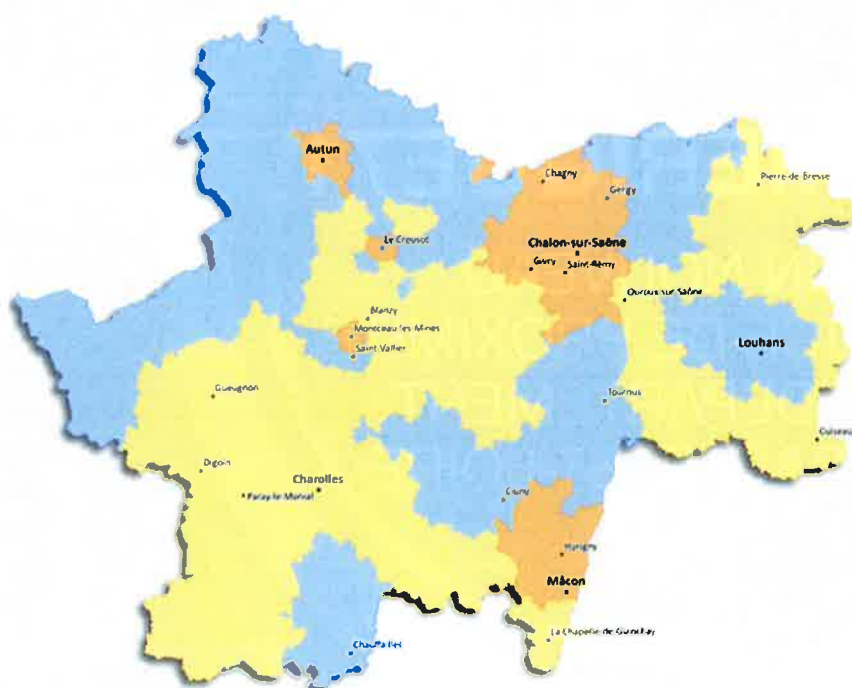 Autun
Chagny
Pierre-de-Bresse
Gergy
Le Creusot
Chalon-sur-Saône
Givry
Saint-Rémy
Ouroux-sur-Saône
Blanzy
Montceau-les-Mines
Louhans
Saint-Vallier
Gueugnon
Tournus
Cuiseaux
Digoin
Charolles
Paray-le-Monial
Cluny
Hurigny
Mâcon
La Chapelle-de-Guinchay
Chauffailles